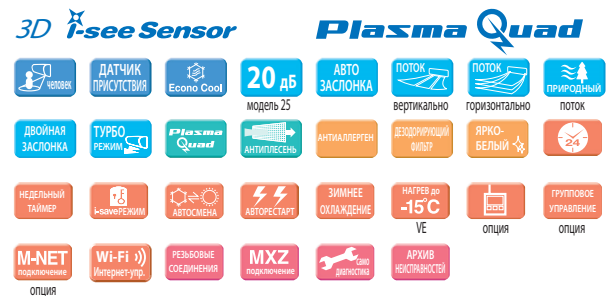 3D i-see Sensor
Plasma Quad
человек
ДАТЧИК
ПРИСУТСТВИЯ
Econo Cool
20 дБ
модель 25
АВТО
ЗАСЛОНКА
ПОТОК
вертикально
ПОТОК
горизонтально
ПРИРОДНЫЙ
поток
ДВОЙНАЯ
ЗАСЛОНКА
ТУРБО
РЕЖИМ
Plasma
Quad
АНТИПЛЕСЕНЬ
АНТИАЛЛЕРГЕН
ДЕЗОДОРИРУЮЩИЙ
ФИЛЬТР
ЯРКО-
БЕЛЫЙ
24
НЕДЕЛЬНЫЙ
ТАЙМЕР
i-saveРЕЖИМ
АВТОСМЕНА
АВТОРЕСТАРТ
ЗИМНЕЕ
ОХЛАЖДЕНИЕ
НАГРЕВ до
-15°C
VE
опция
ГРУППОВОЕ
УПРАВЛЕНИЕ
опция
M-NET
подключение
опция
Wi-Fi
Интернет-упр.
РЕЗЬБОВЫЕ
СОЕДИНЕНИЯ
MXZ
подключение
Само
диагностика
АРХИВ
НЕИСПРАВНОСТЕЙ